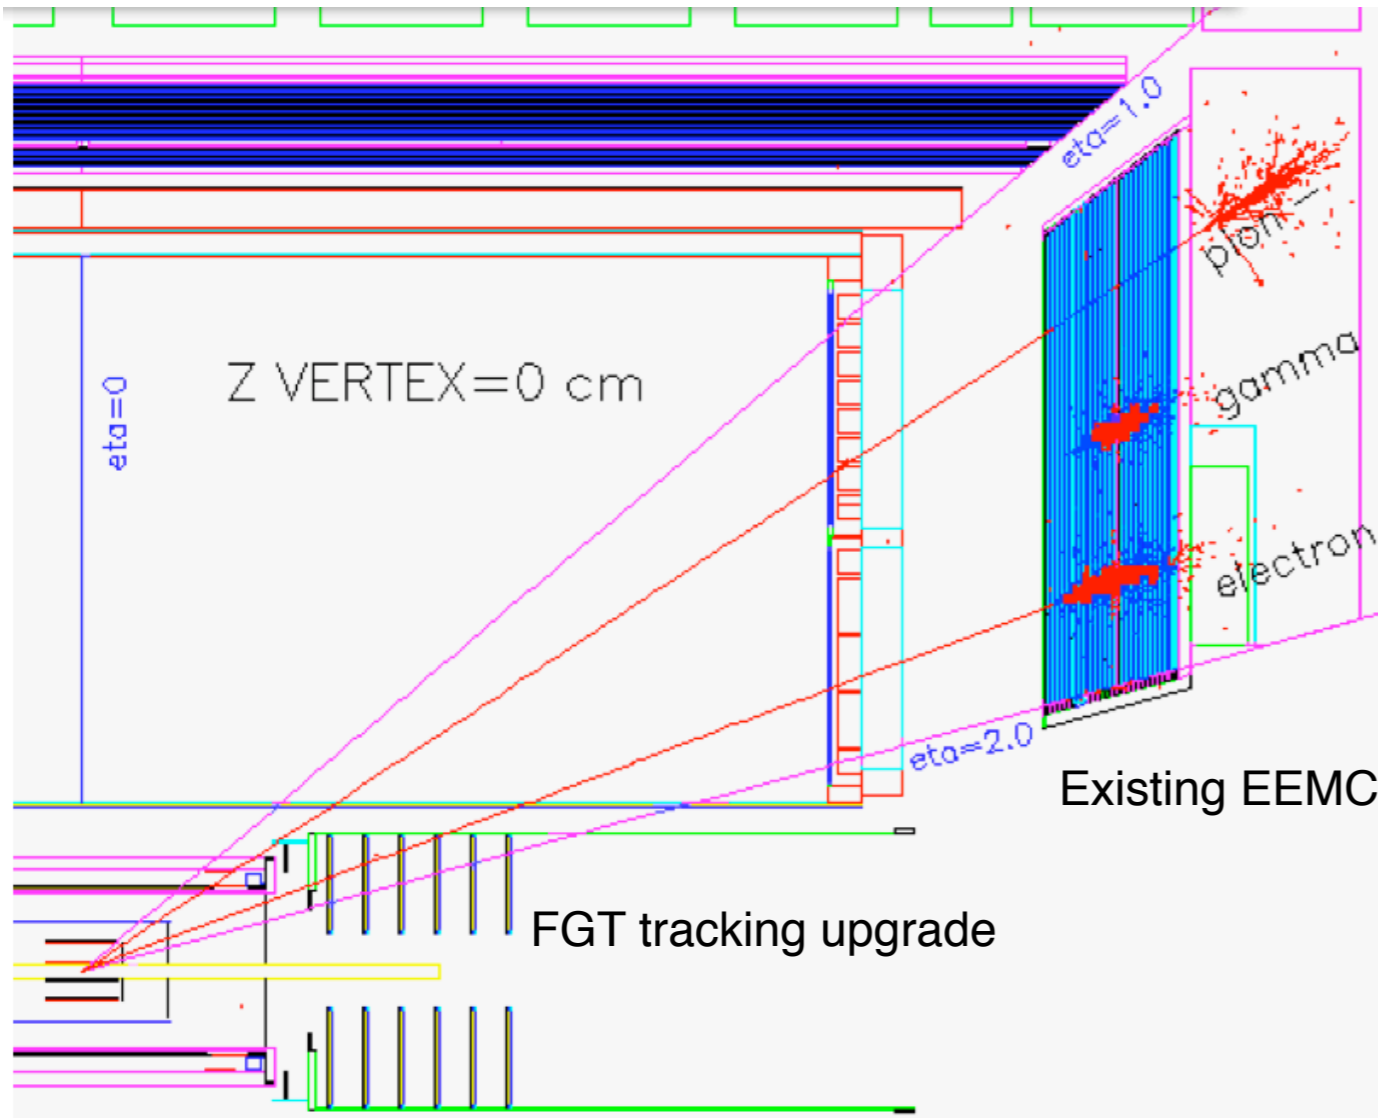 eta=1.0
pion –
gamma
Z VERTEX=0 cm
eta=0
electron
eta=2.0
Existing EEMC
FGT tracking upgrade